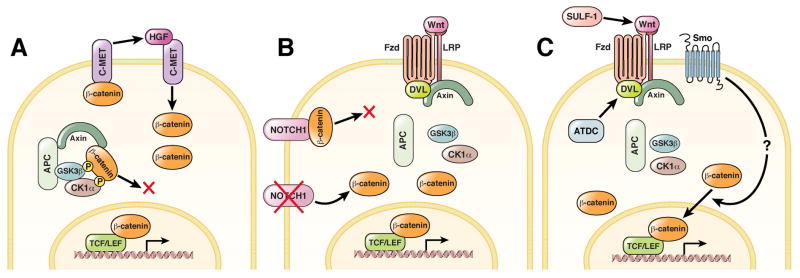 A
HGF
C-MET
C-MET
β-catenin
β-catenin
β-catenin
Axin
APC
GSK3β
P
β-catenin
P
CK1α
β-catenin
TCF/LEF
B
Wnt
Fzd
LRP
DVL
Axin
NOTCH1
β-catenin
APC
GSK3β
CK1α
NOTCH1
β-catenin
β-catenin
β-catenin
TCF/LEF
C
SULF-1
Wnt
Fzd
LRP
Smo
DVL
Axin
ATDC
APC
GSK3β
CK1α
?
β-catenin
β-catenin
β-catenin
TCF/LEF